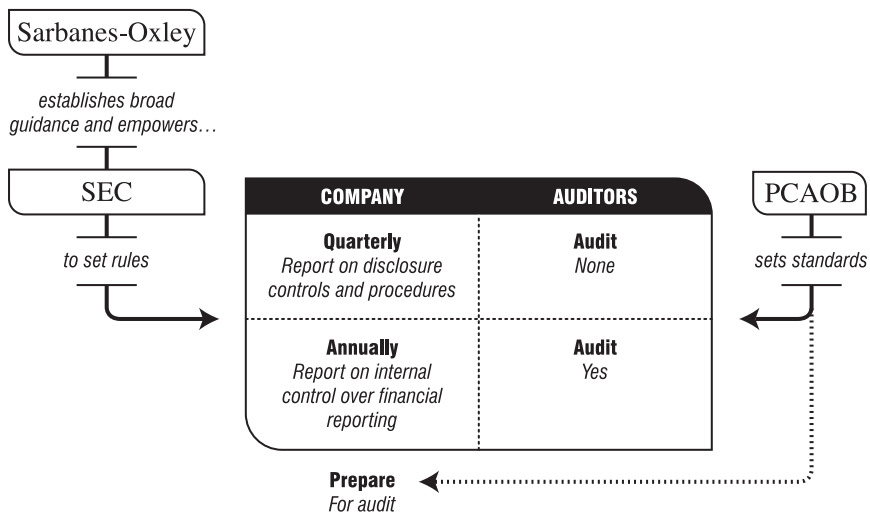 Sarbanes-Oxley
establishes broad
guidance and empowers…
SEC
to set rules
COMPANY
AUDITORS
Quarterly
Report on disclosure
controls and procedures
Audit
None
Annually
Report on internal
control over financial
reporting
Audit
Yes
PCAOB
sets standards
Prepare
For audit